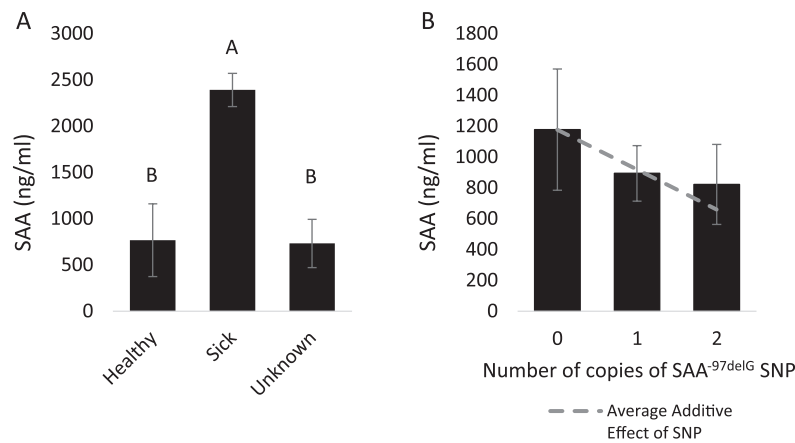 A
B
3000
2500
2000
1500
1000
500
0
SAA (ng/ml)
B
A
B
Healthy
Sick
Unknown
1800
1600
1400
1200
1000
800
600
400
200
0
SAA (ng/ml)
0 1 2
Number of copies of SAA-97delG SNP
Average Additive
Effect of SNP